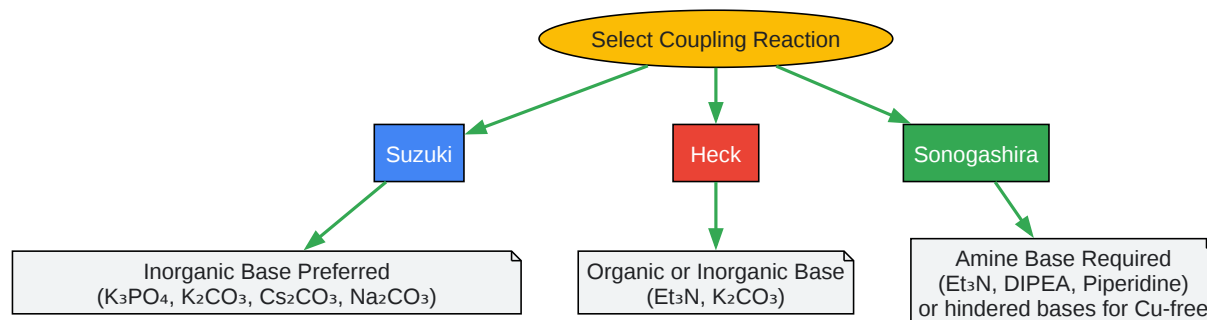 Select Coupling Reaction
Suzuki
Heck
Sonogashira
Inorganic Base Preferred
(K₃PO₄, K₂CO₃, Cs₂CO₃, Na₂CO₃)
Organic or Inorganic Base
(Et₃N, K₂CO₃)
Amine Base Required
(Et₃N, DIPEA, Piperidine)
or hindered bases for Cu-free